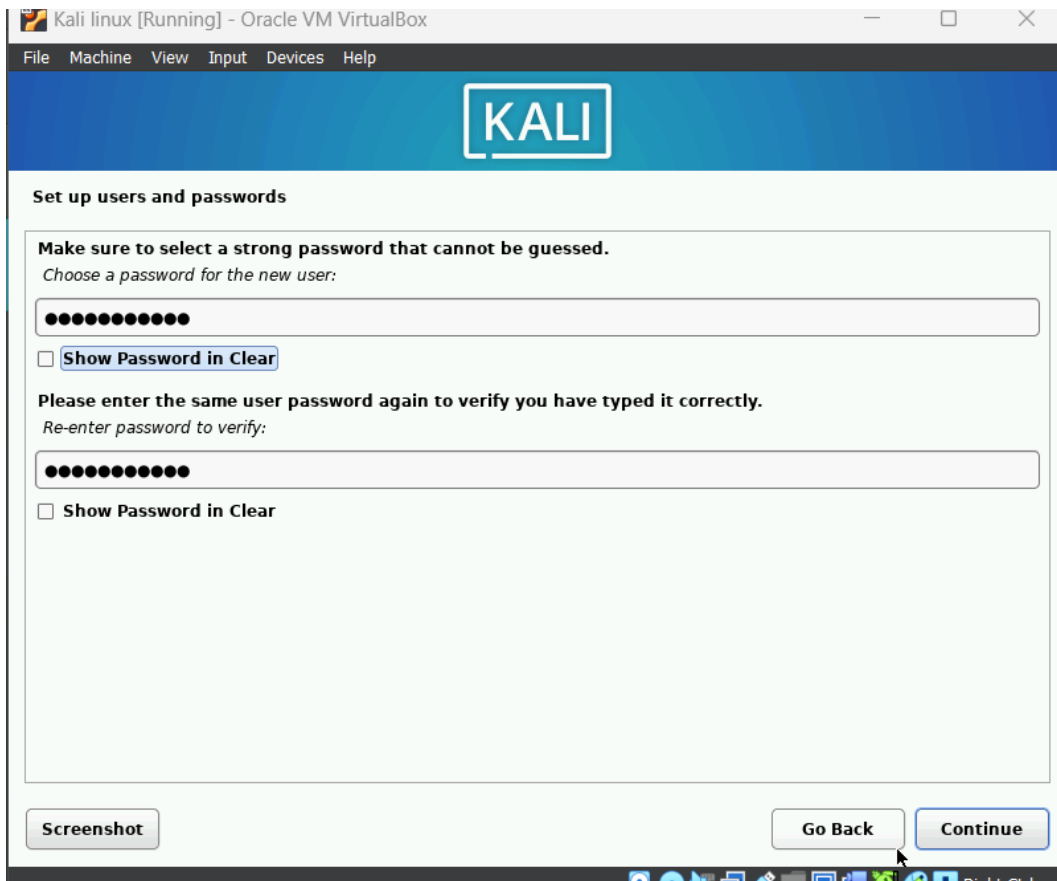 Kali linux [Running] - Oracle VM VirtualBox
File Machine View Input Devices Help
KALI
Set up users and passwords
Make sure to select a strong password that cannot be guessed.
Choose a password for the new user:
●●●●●●●●●●●
Show Password in Clear
Please enter the same user password again to verify you have typed it correctly.
Re-enter password to verify:
●●●●●●●●●●●
Show Password in Clear
Screenshot Go Back Continue